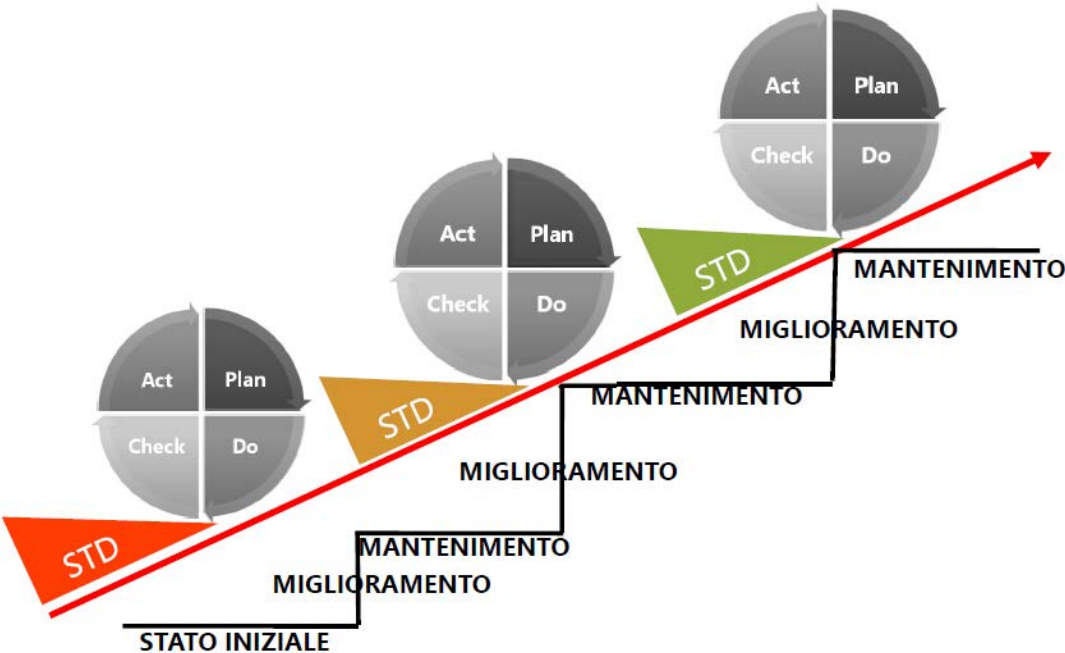 Act
Plan
Check
Do
STD
MANTENIMENTO
MIGLIORAMENTO
Act
Plan
Check
Do
STD
MANTENIMENTO
MIGLIORAMENTO
Act
Plan
Check
Do
STD
MANTENIMENTO
MIGLIORAMENTO
STATO INIZIALE